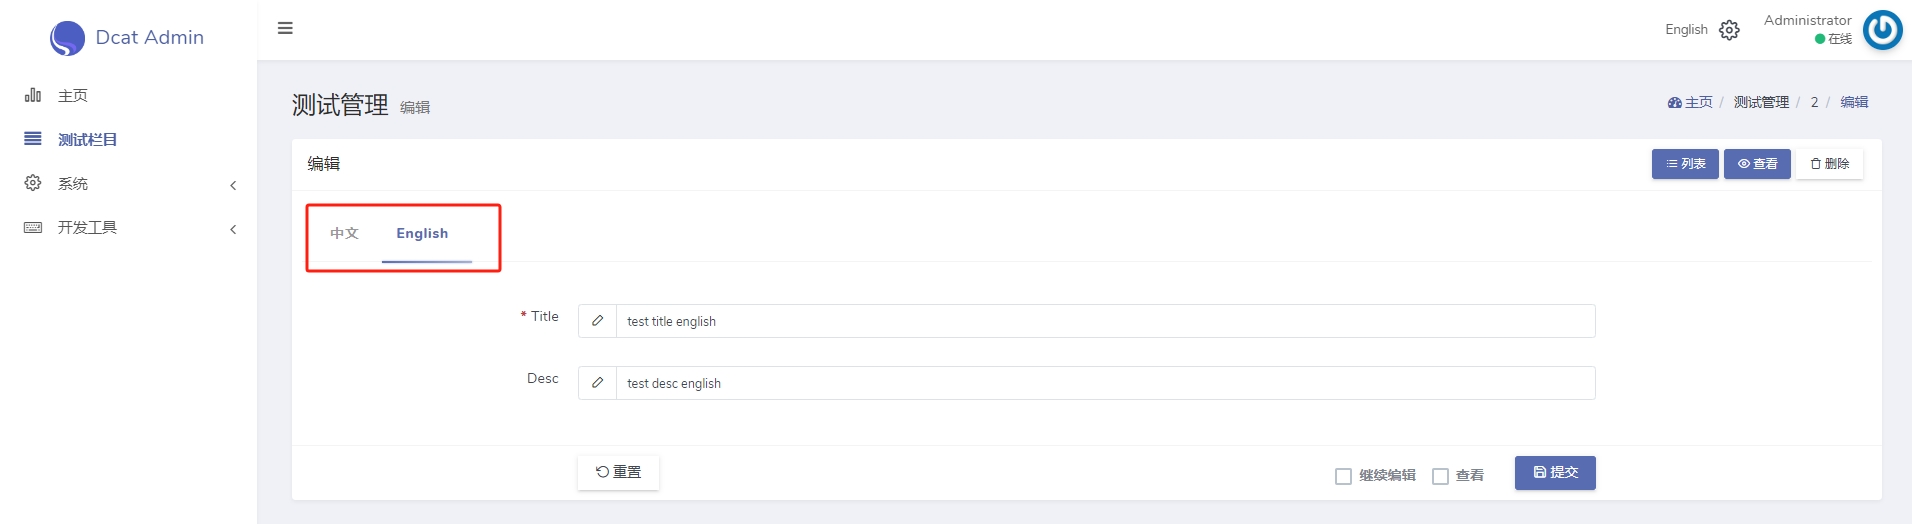 Dcat Admin
English
Administrator
在线
主页
测试栏目
系统
开发工具
测试管理 编辑
主页 / 测试管理 / 2 / 编辑
编辑
列表
查看
删除
中文
English
* Title
test title english
Desc
test desc english
重置
继续编辑
查看
提交